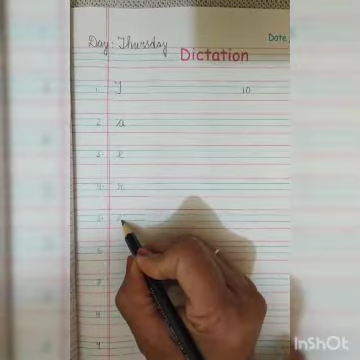 Date
Day: Thursday
Dictation
1. I 10
2. u
3. e
4. n
5.
6
7
8
9
InShOt